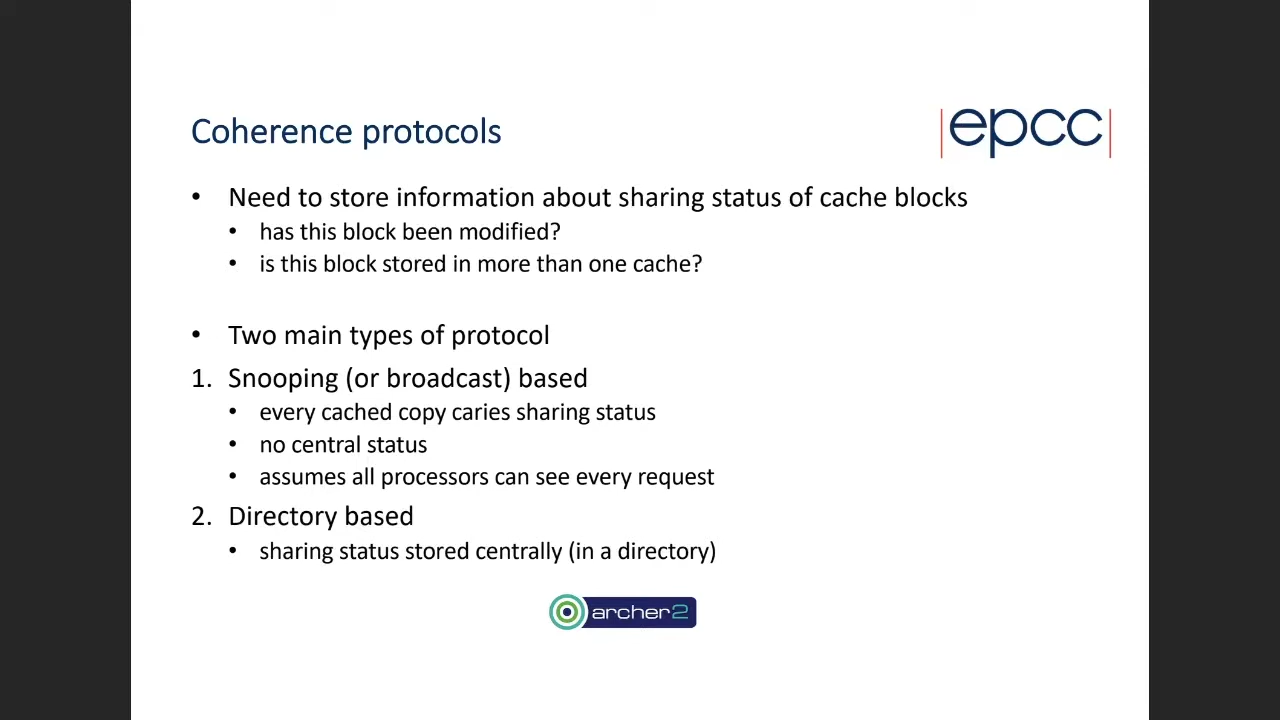 Coherence protocols
|epcc|
• Need to store information about sharing status of cache blocks
• has this block been modified?
• is this block stored in more than one cache?
• Two main types of protocol
1. Snooping (or broadcast) based
• every cached copy caries sharing status
• no central status
• assumes all processors can see every request
2. Directory based
• sharing status stored centrally (in a directory)
archer2